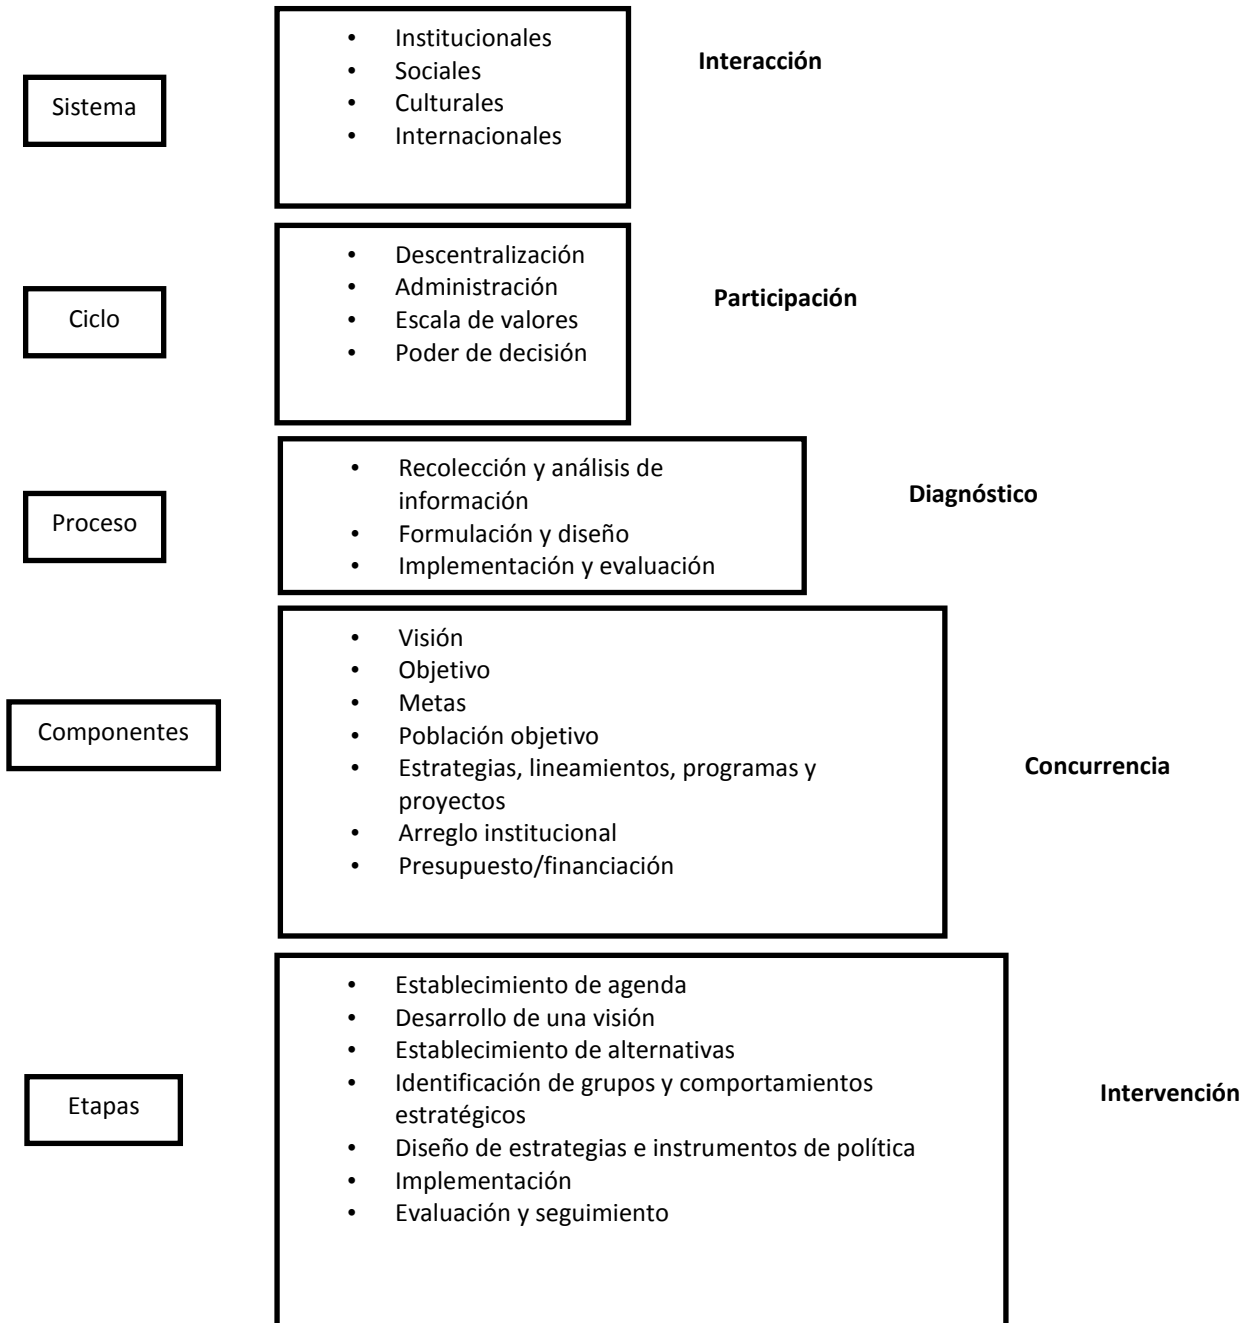 Sistema
• Institucionales
• Sociales
• Culturales
• Internacionales
Interacción
Ciclo
• Descentralización
• Administración
• Escala de valores
• Poder de decisión
Participación
Proceso
• Recolección y análisis de
información
• Formulación y diseño
• Implementación y evaluación
Diagnóstico
Componentes
• Visión
• Objetivo
• Metas
• Población objetivo
• Estrategias, lineamientos, programas y
proyectos
• Arreglo institucional
• Presupuesto/financiación
Concurrencia
Etapas
• Establecimiento de agenda
• Desarrollo de una visión
• Establecimiento de alternativas
• Identificación de grupos y comportamientos
estratégicos
• Diseño de estrategias e instrumentos de política
• Implementación
• Evaluación y seguimiento
Intervención